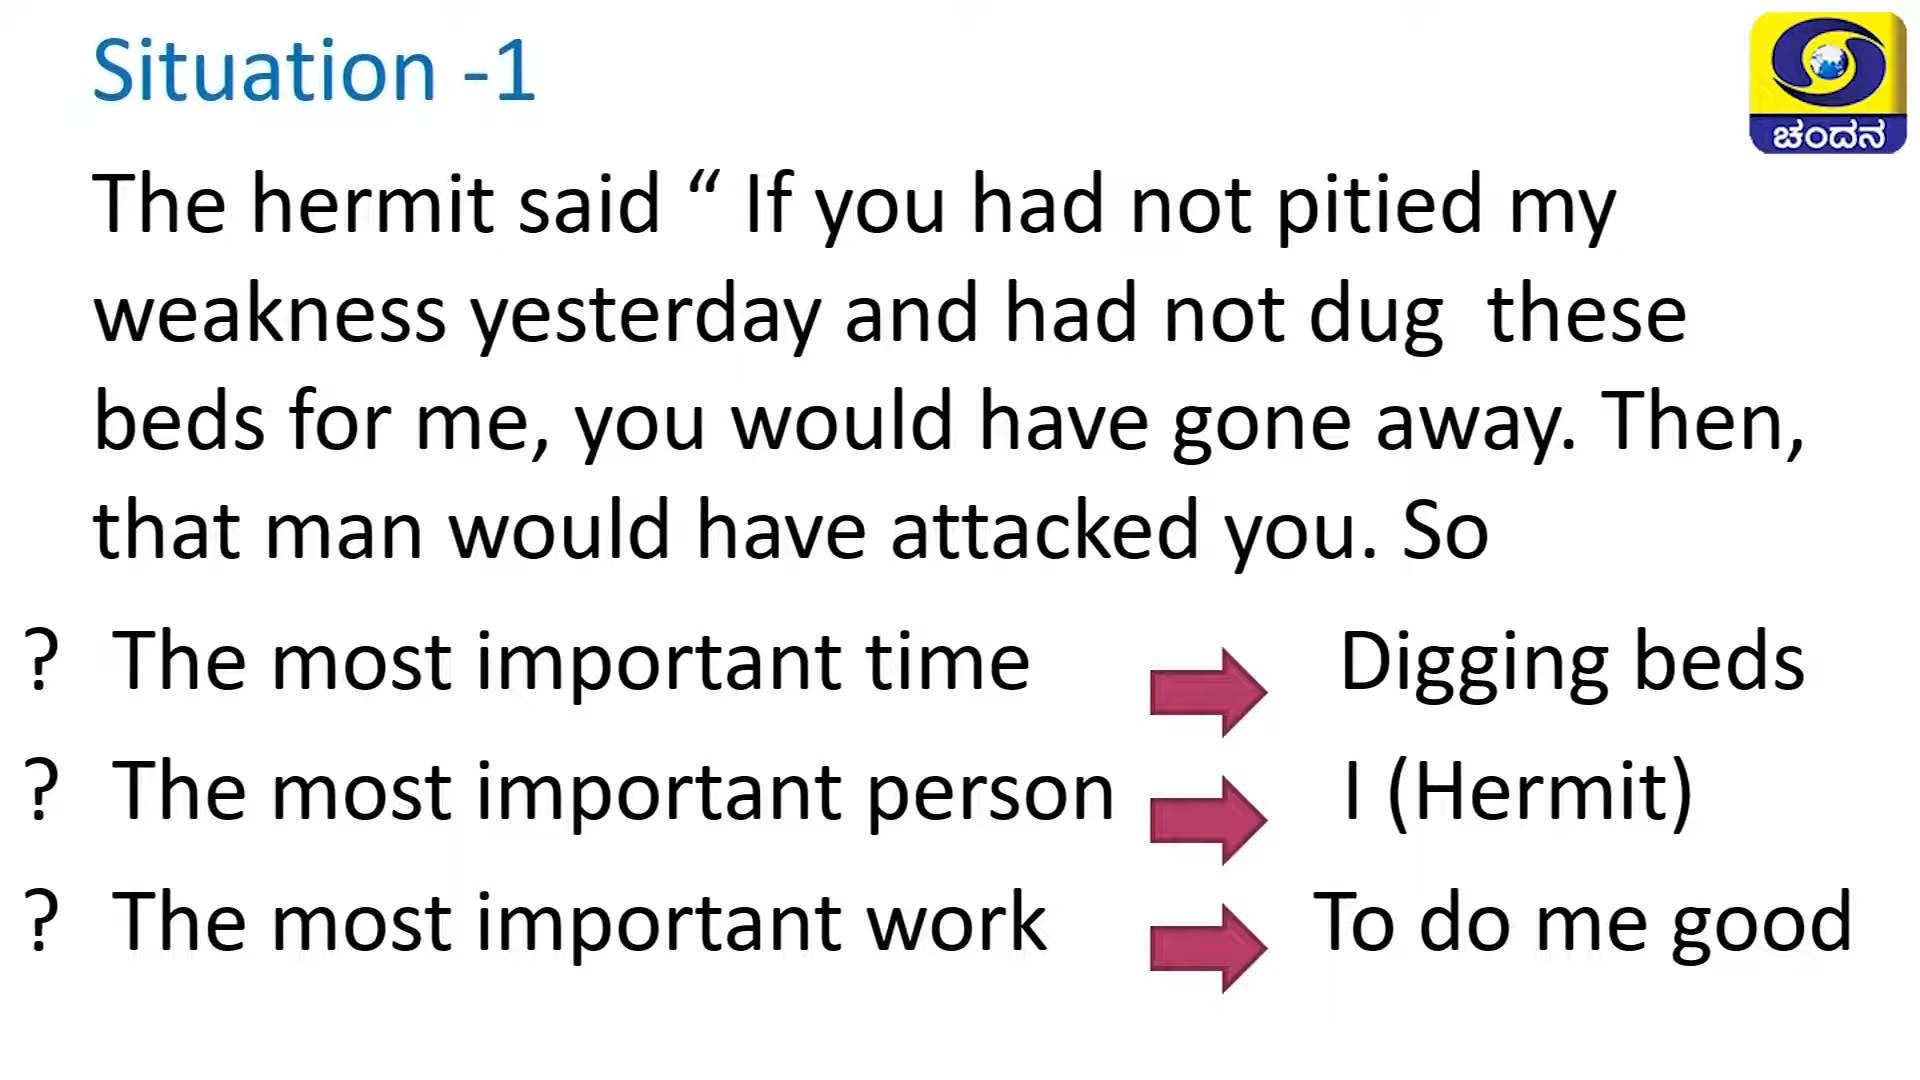 Situation -1
ಚಂದನ
The hermit said “ If you had not pitied my
weakness yesterday and had not dug these
beds for me, you would have gone away. Then,
that man would have attacked you. So
? The most important time Digging beds
? The most important person I (Hermit)
? The most important work To do me good